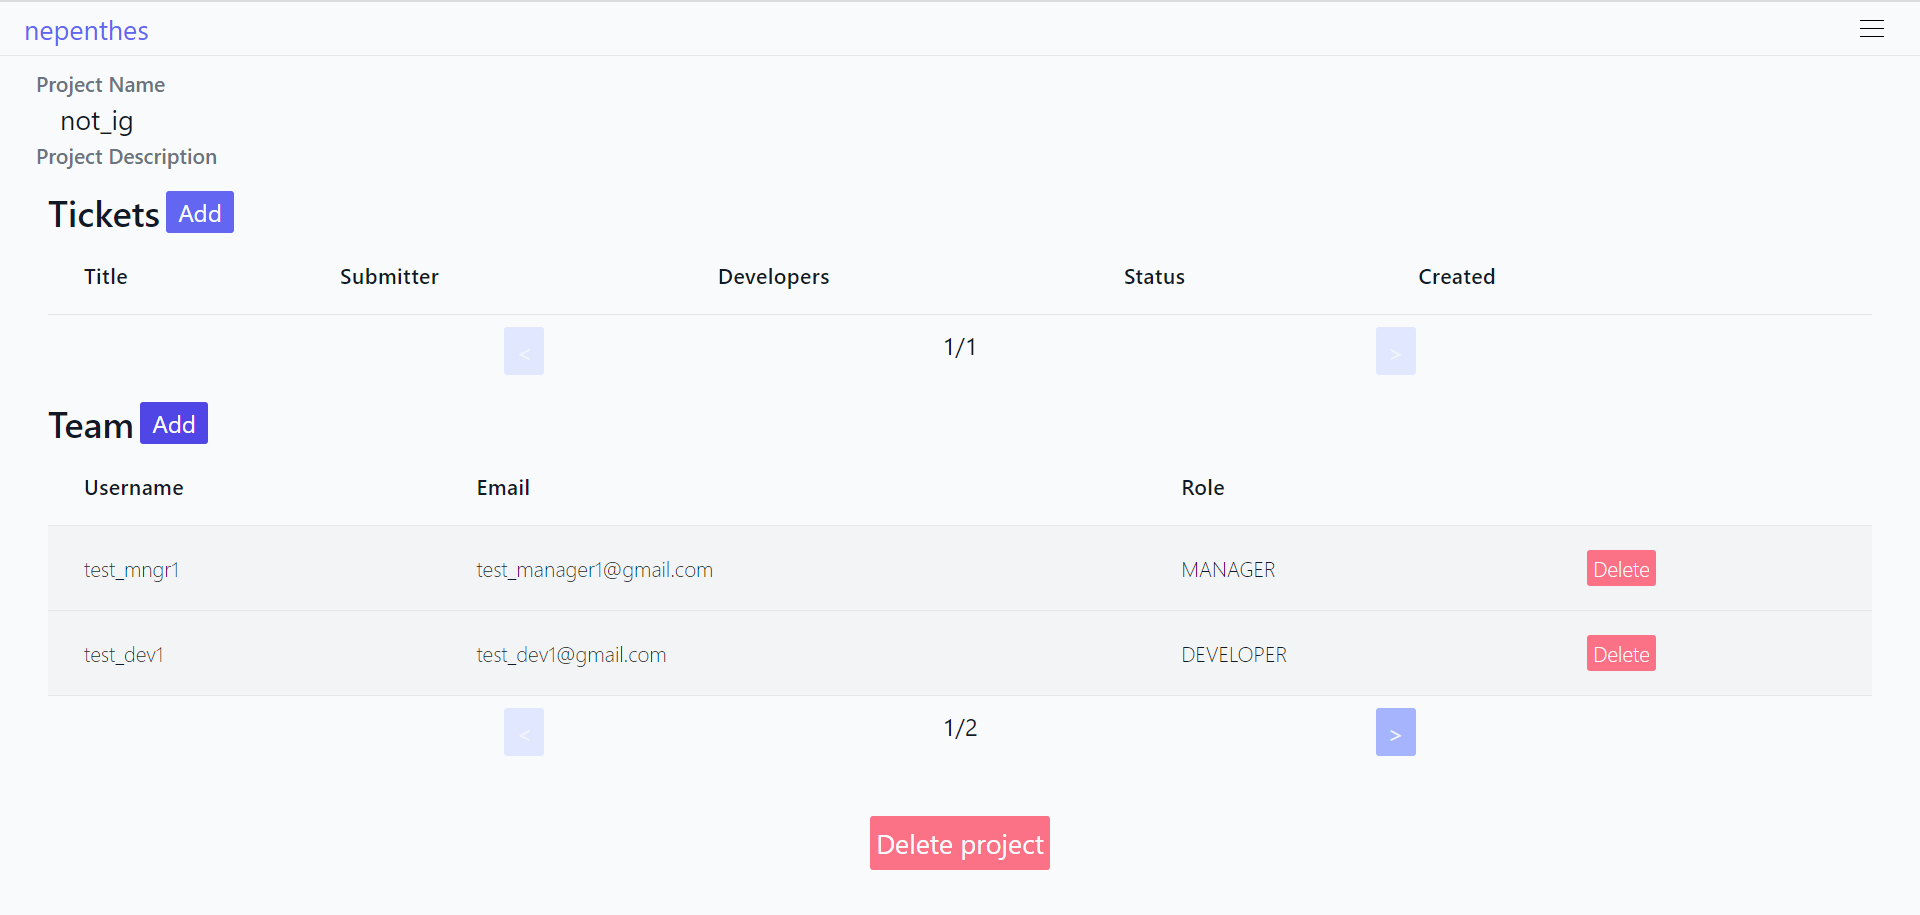 nepenthes
Project Name
not_ig
Project Description
Tickets Add
Title Submitter Developers Status Created
< 1/1 >
Team Add
Username Email Role
test_mngr1 test_manager1@gmail.com MANAGER Delete
test_dev1 test_dev1@gmail.com DEVELOPER Delete
< 1/2 >
Delete project